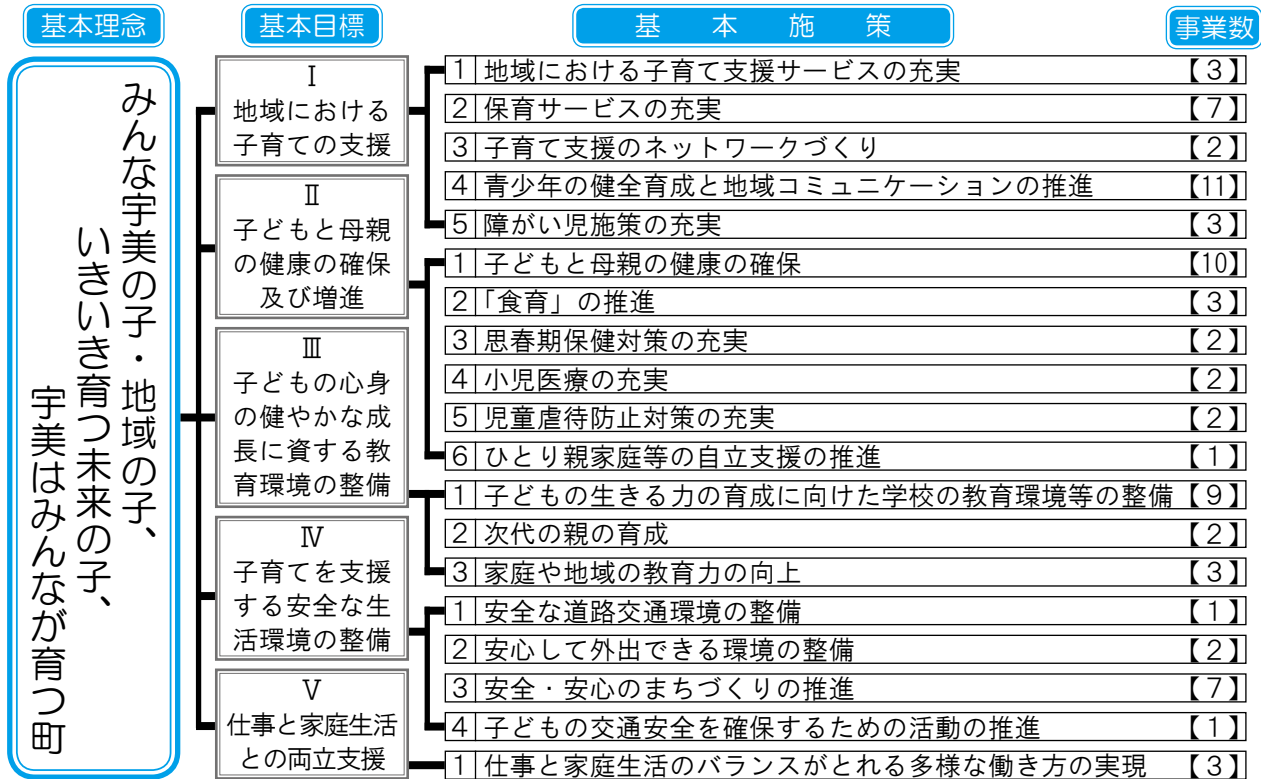 基本理念
基本目標
基本施策
事業数
みんな宇美の子・地域の子、
いきいき育つ未来の子、
宇美はみんなが育つ町
Ⅰ
地域における
子育ての支援
1 地域における子育て支援サービスの充実 【3】
2 保育サービスの充実 【7】
3 子育て支援のネットワークづくり 【2】
4 青少年の健全育成と地域コミュニケーションの推進 【11】
5 障がい児施策の充実 【3】
Ⅱ
子どもと母親
の健康の確保
及び増進
1 子どもと母親の健康の確保 【10】
2 「食育」の推進 【3】
3 思春期保健対策の充実 【2】
4 小児医療の充実 【2】
5 児童虐待防止対策の充実 【2】
6 ひとり親家庭等の自立支援の推進 【1】
Ⅲ
子どもの心身
の健やかな成
長に資する教
育環境の整備
1 子どもの生きる力の育成に向けた学校の教育環境等の整備 【9】
2 次代の親の育成 【2】
3 家庭や地域の教育力の向上 【3】
Ⅳ
子育てを支援
する安全な生
活環境の整備
1 安全な道路交通環境の整備 【1】
2 安心して外出できる環境の整備 【2】
3 安全・安心のまちづくりの推進 【7】
4 子どもの交通安全を確保するための活動の推進 【1】
Ⅴ
仕事と家庭生活
との両立支援
1 仕事と家庭生活のバランスがとれる多様な働き方の実現 【3】